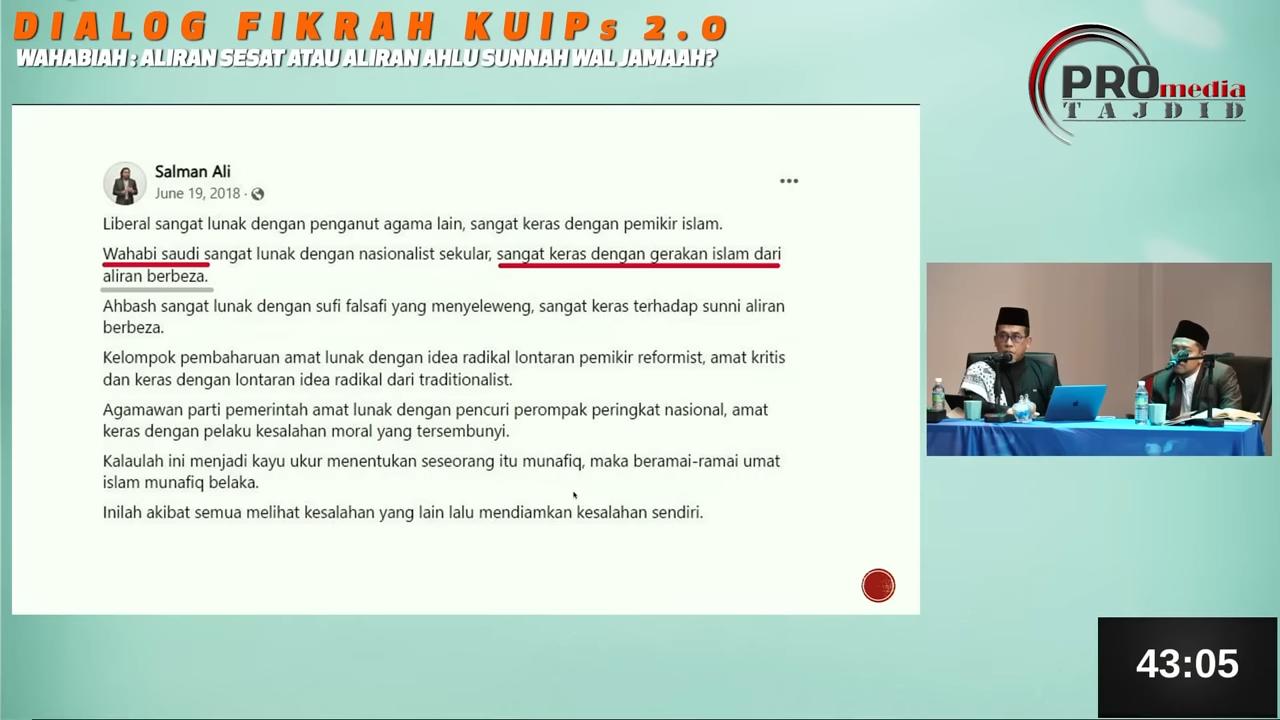 DIALOG FIKRAH KUIPs 2.0
WAHABIAH : ALIRAN SESAT ATAU ALIRAN AHLU SUNNAH WAL JAMAAH?
PROmedia
TAJDID
Salman Ali
June 19, 2018 ·
Liberal sangat lunak dengan penganut agama lain, sangat keras dengan pemikir islam.
Wahabi saudi sangat lunak dengan nasionalist sekular, sangat keras dengan gerakan islam dari
aliran berbeza.
Ahbash sangat lunak dengan sufi falsafi yang menyeleweng, sangat keras terhadap sunni aliran
berbeza.
Kelompok pembaharuan amat lunak dengan idea radikal lontaran pemikir reformist, amat kritis
dan keras dengan lontaran idea radikal dari traditionalist.
Agamawan parti pemerintah amat lunak dengan pencuri perompak peringkat nasional, amat
keras dengan pelaku kesalahan moral yang tersembunyi.
Kalaulah ini menjadi kayu ukur menentukan seseorang itu munafiq, maka beramai-ramai umat
islam munafiq belaka.
Inilah akibat semua melihat kesalahan yang lain lalu mendiamkan kesalahan sendiri.
43:05